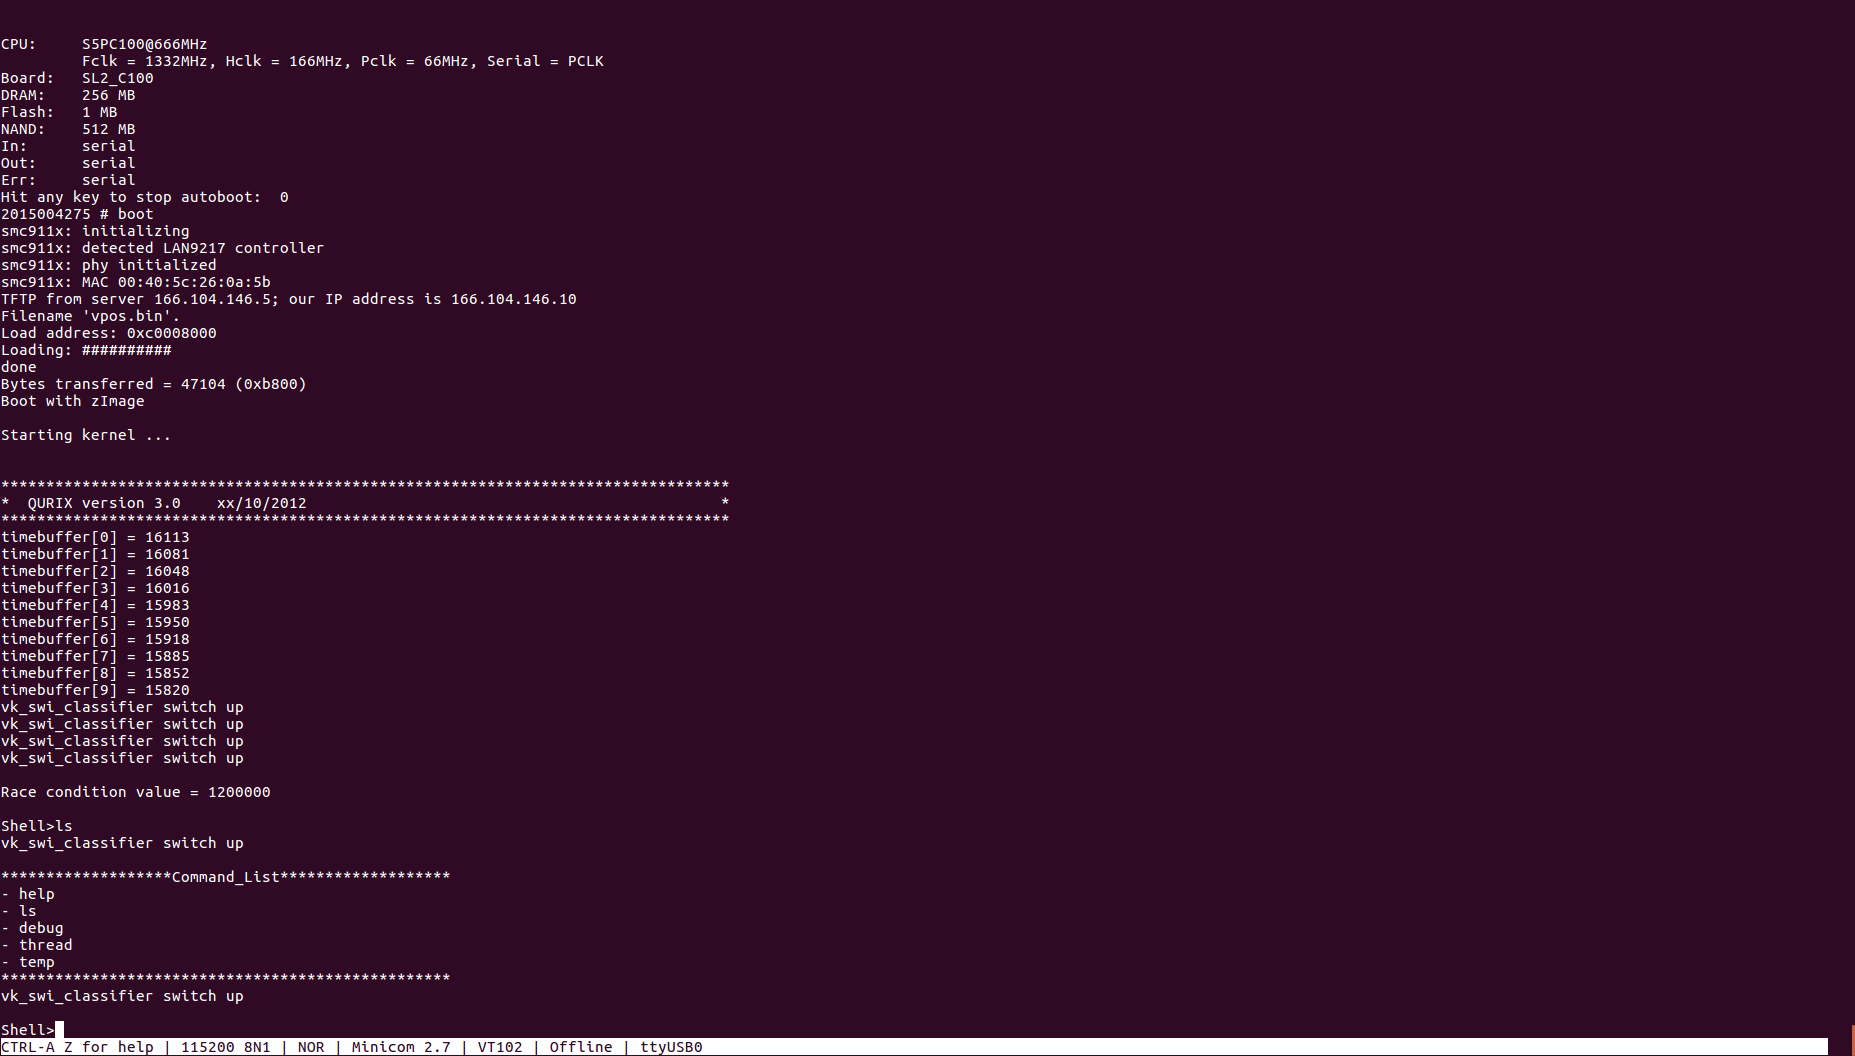 CPU:     S5PC100@666MHz
         Fclk = 1332MHz, Hclk = 166MHz, Pclk = 66MHz, Serial = PCLK
Board:   SL2_C100
DRAM:    256 MB
Flash:   1 MB
NAND:    512 MB
In:      serial
Out:     serial
Err:     serial
Hit any key to stop autoboot:  0
2015004275 # boot
smc911x: initializing
smc911x: detected LAN9217 controller
smc911x: phy initialized
smc911x: MAC 00:40:5c:26:0a:5b
TFTP from server 166.104.146.5; our IP address is 166.104.146.10
Filename 'vpos.bin'.
Load address: 0xc0008000
Loading: ##########
done
Bytes transferred = 47104 (0xb800)
Boot with zImage

Starting kernel ...

*********************************************************************************
*  QURIX version 3.0    xx/10/2012                                              *
*********************************************************************************
timebuffer[0] = 16113
timebuffer[1] = 16081
timebuffer[2] = 16048
timebuffer[3] = 16016
timebuffer[4] = 15983
timebuffer[5] = 15950
timebuffer[6] = 15918
timebuffer[7] = 15885
timebuffer[8] = 15852
timebuffer[9] = 15820
vk_swi_classifier switch up
vk_swi_classifier switch up
vk_swi_classifier switch up
vk_swi_classifier switch up

Race condition value = 1200000

Shell>ls
vk_swi_classifier switch up

*******************Command_List*******************
- help
- ls
- debug
- thread
- temp
**************************************************
vk_swi_classifier switch up

Shell>
CTRL-A Z for help | 115200 8N1 | NOR | Minicom 2.7 | VT102 | Offline | ttyUSB0